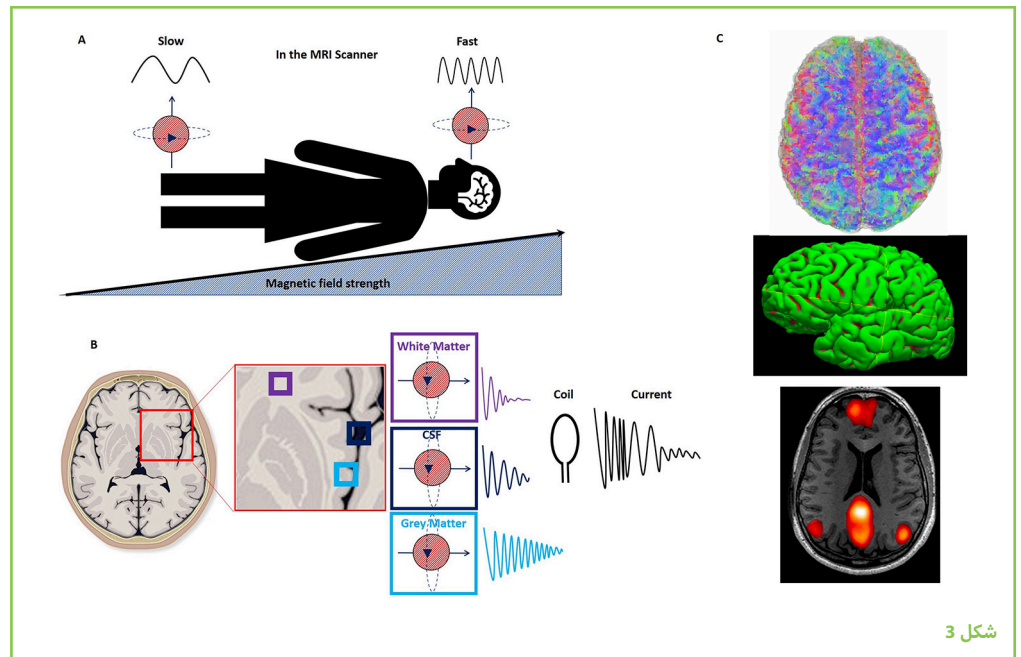 A
Slow
In the MRI Scanner
Fast
Magnetic field strength
B
White Matter
CSF
Grey Matter
Coil
Current
C
شكل 3